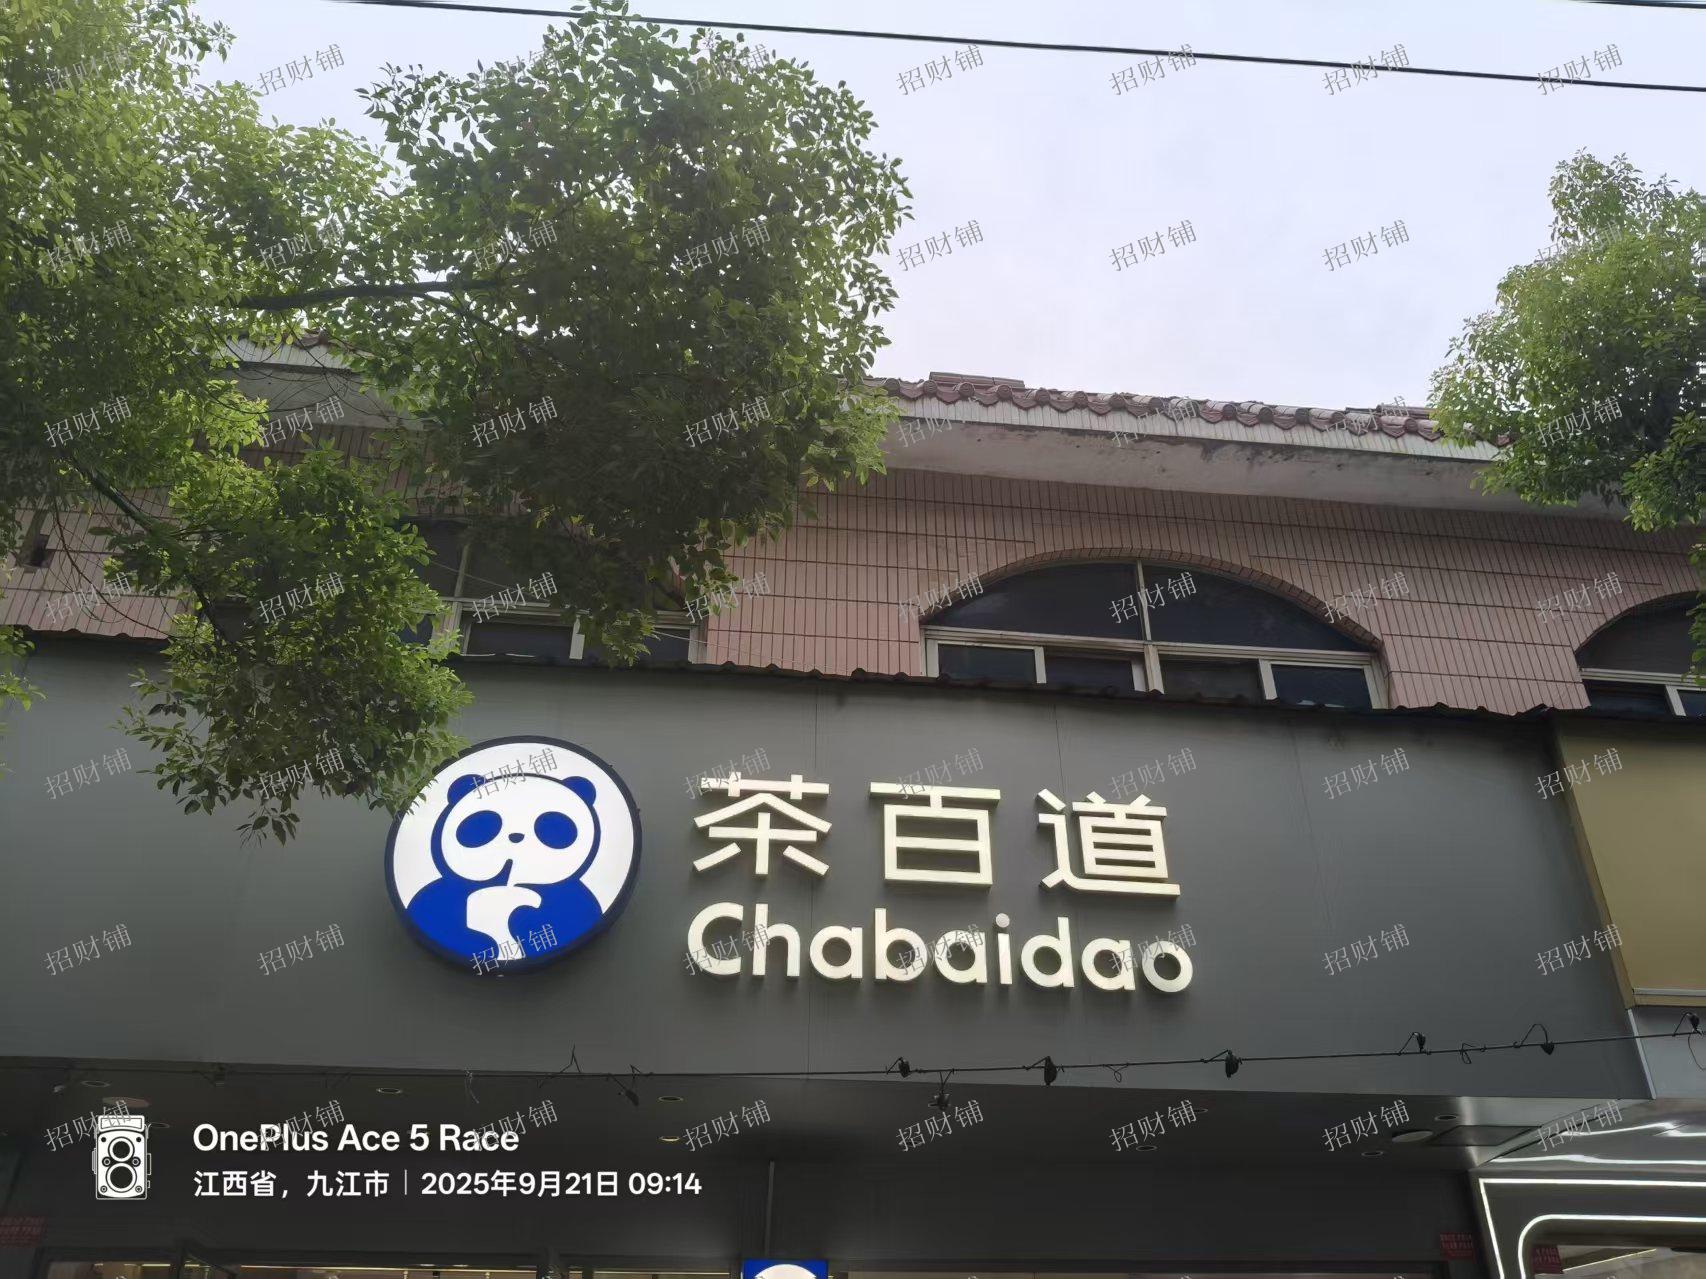 茶百道
Chabaidao
OnePlus Ace 5 Race
江西省，九江市｜2025年9月21日 09:14
招财铺